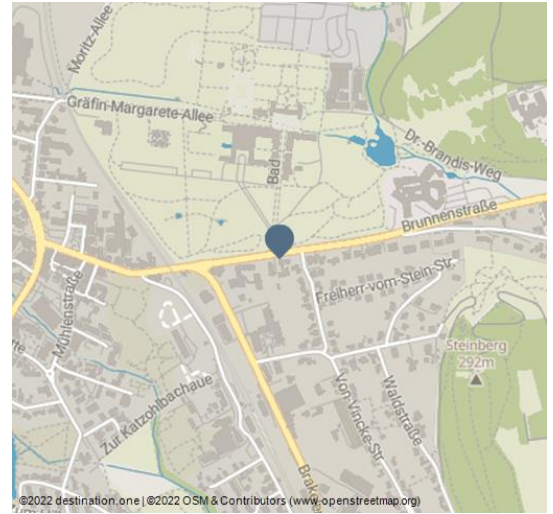 Moritz-Allee
Gräfin-Margarete-Allee
Bad
Dr.-Brandis-Weg
Brunnenstraße
Freiherr-vom-Stein-Str.
Mühlenstraße
Steinberg
292m
Zur Katzohlbachaue
Von-Vincke-Str.
Waldstraße
©2022 destination.one | ©2022 OSM & Contributors (www.openstreetmap.org)